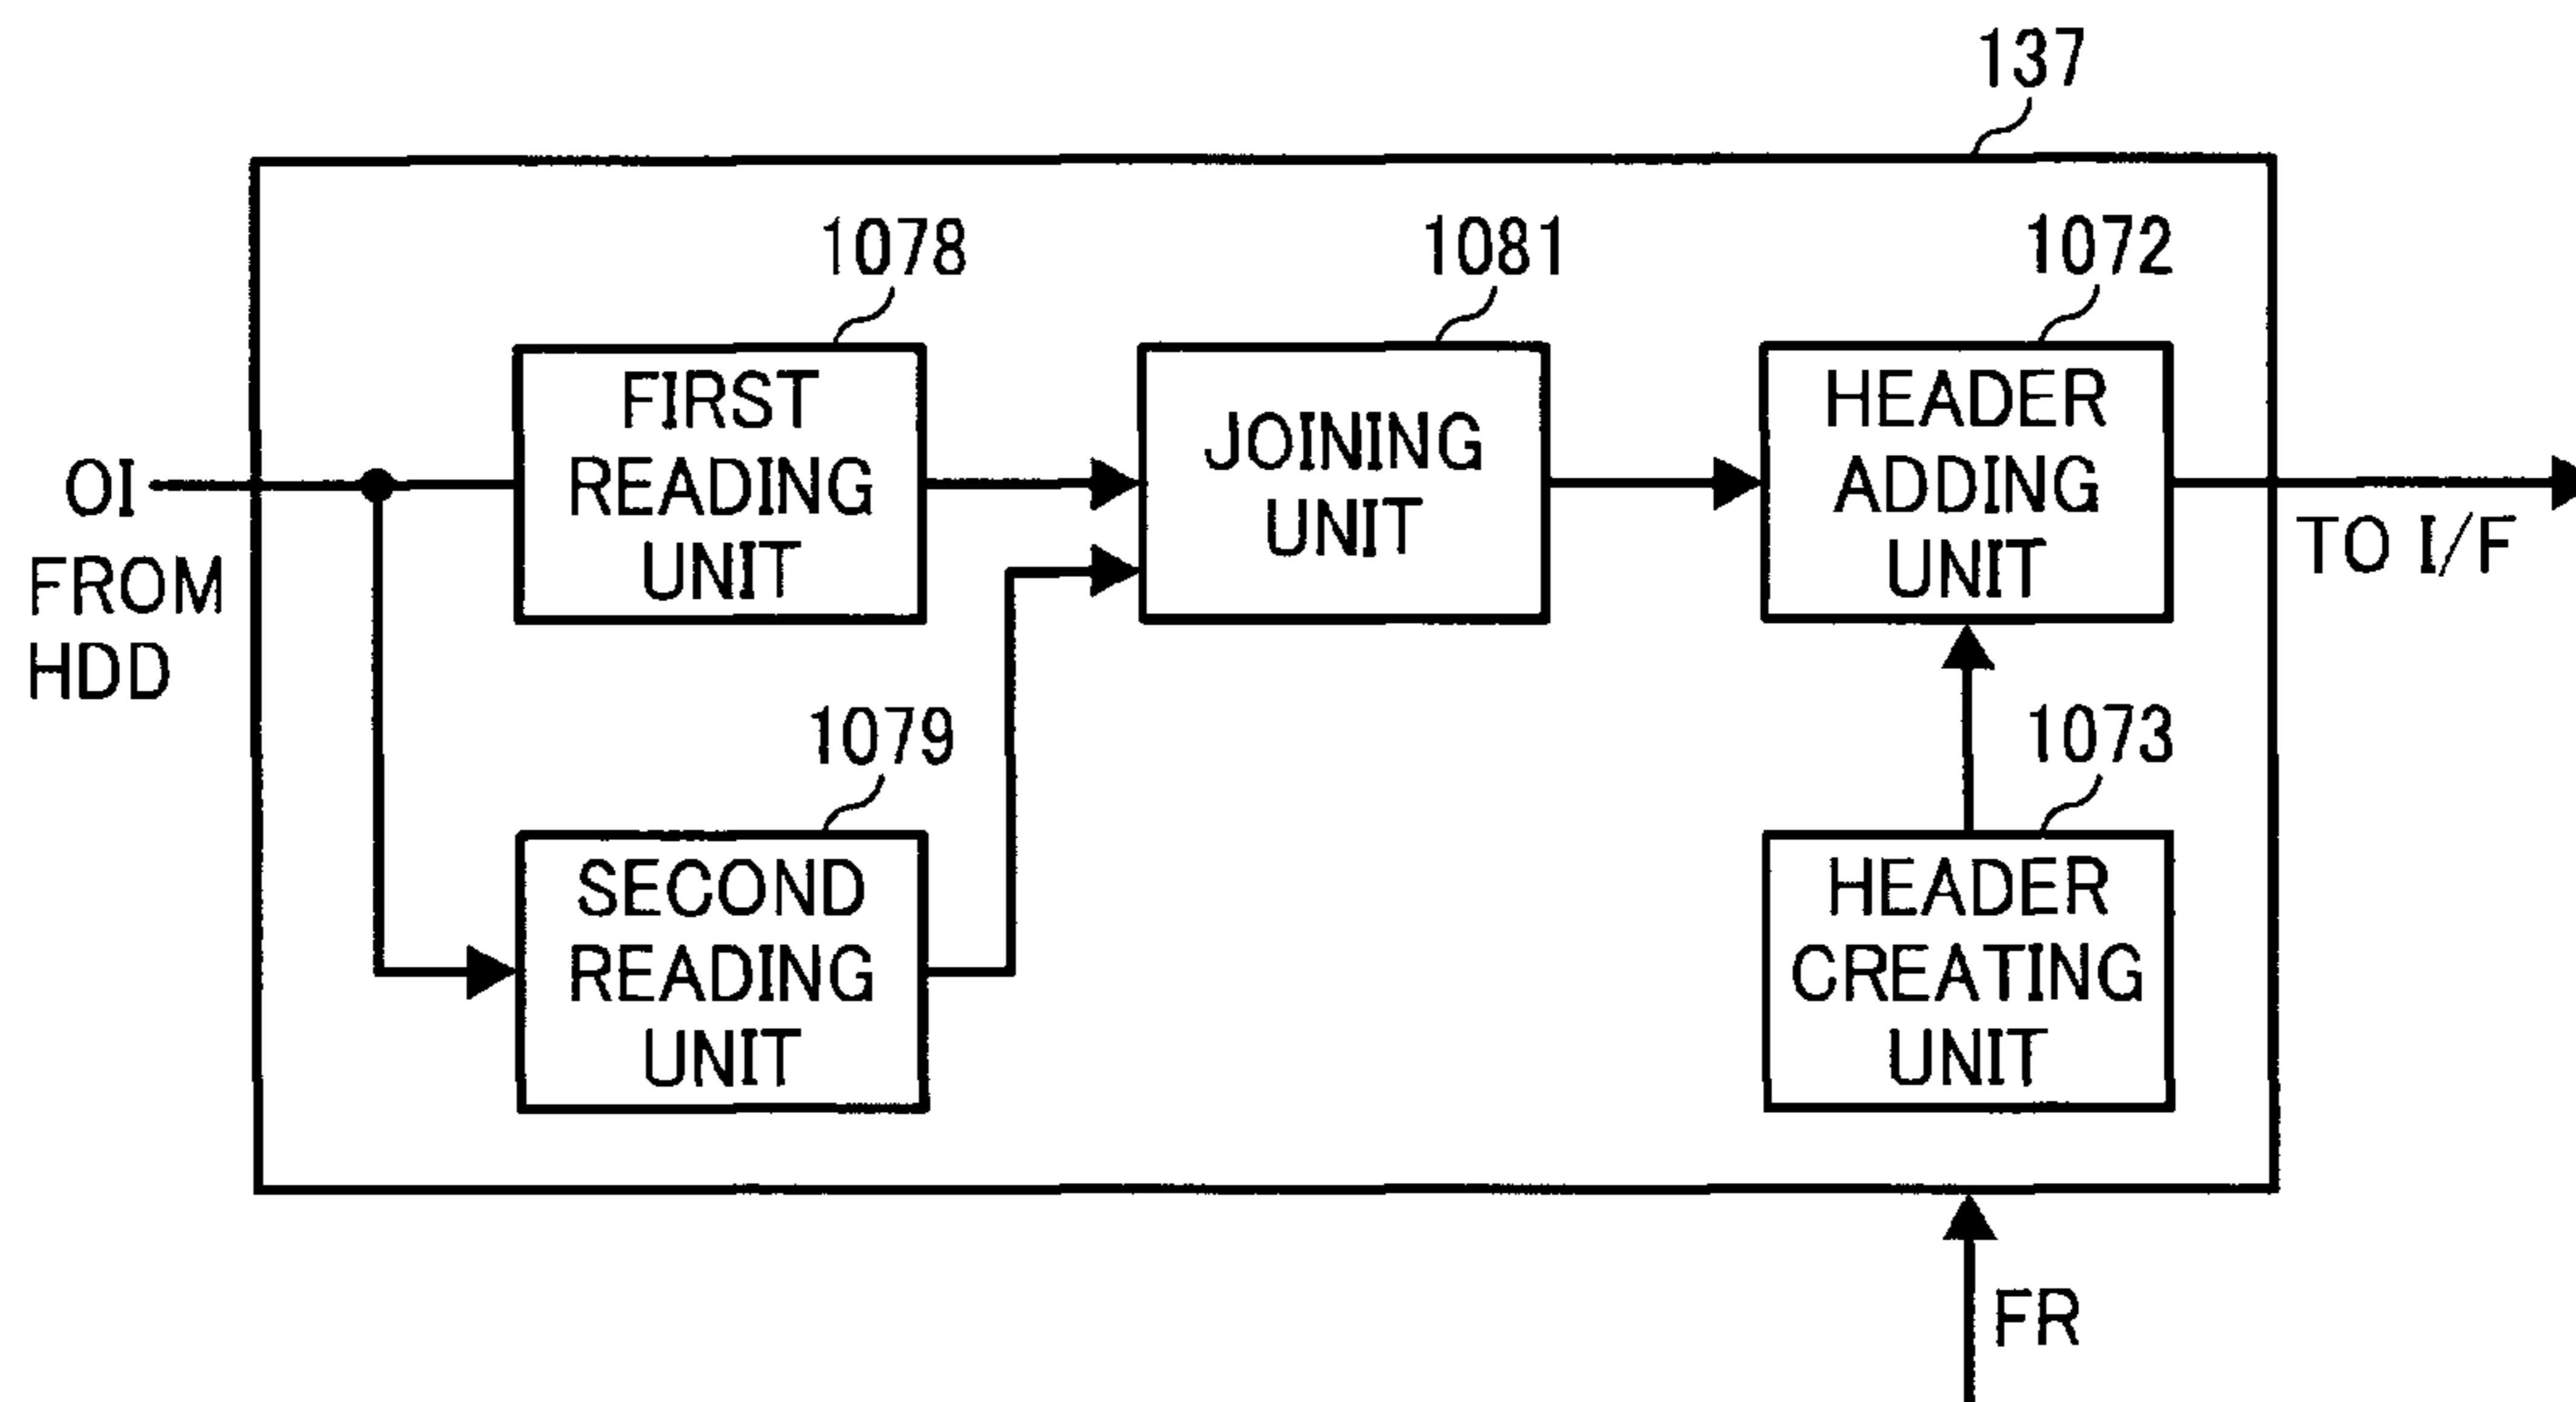 137
1078
1081
1072
FIRST
READING
UNIT
JOINING
UNIT
HEADER
ADDING
UNIT
OI
FROM
HDD
TO I/F
1079
1073
SECOND
READING
UNIT
HEADER
CREATING
UNIT
FR